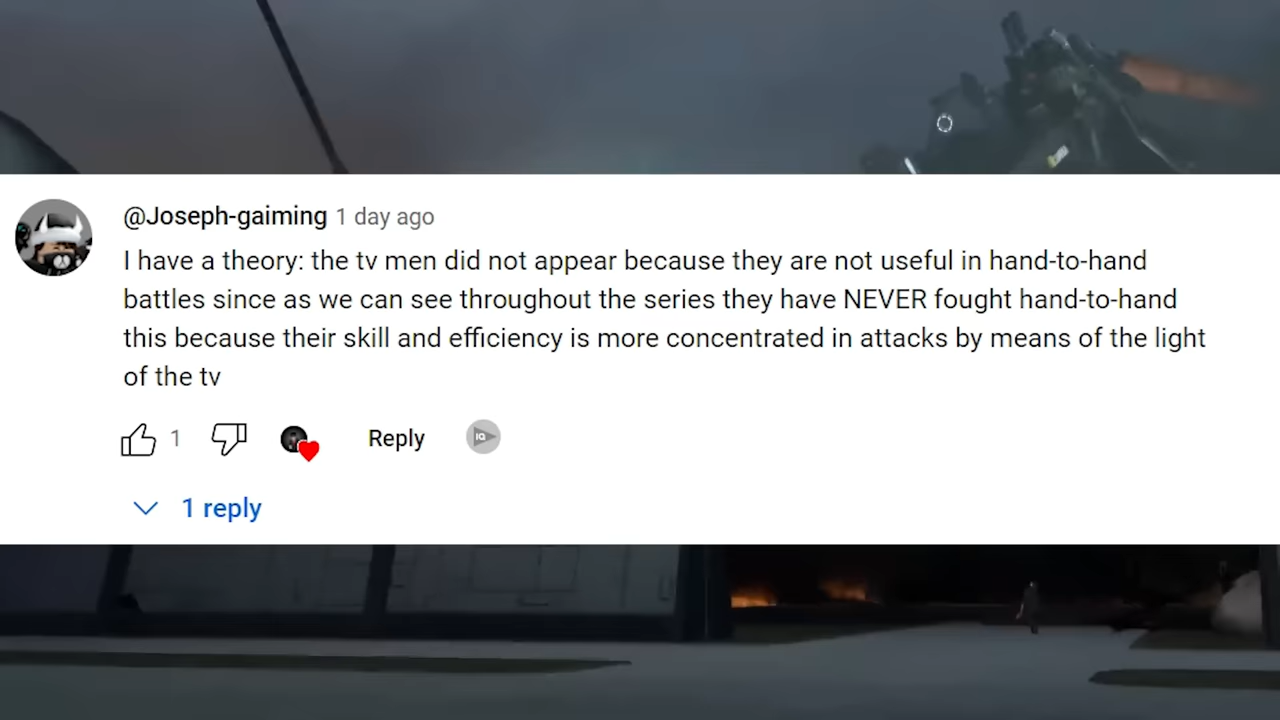 @Joseph-gaiming 1 day ago
I have a theory: the tv men did not appear because they are not useful in hand-to-hand
battles since as we can see throughout the series they have NEVER fought hand-to-hand
this because their skill and efficiency is more concentrated in attacks by means of the light
of the tv
1 Reply IQ
1 reply